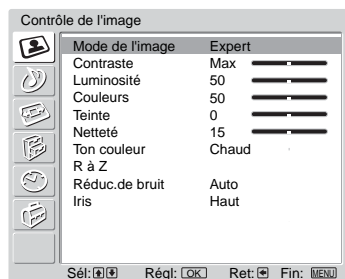 Contrôle de l'image
Mode de l'image Expert
Contraste Max
Luminosité 50
Couleurs 50
Teinte 0
Netteté 15
Ton couleur Chaud
R à Z
Réduc.de bruit Auto
Iris Haut
Sél: Régl: OK Ret: Fin: MENU